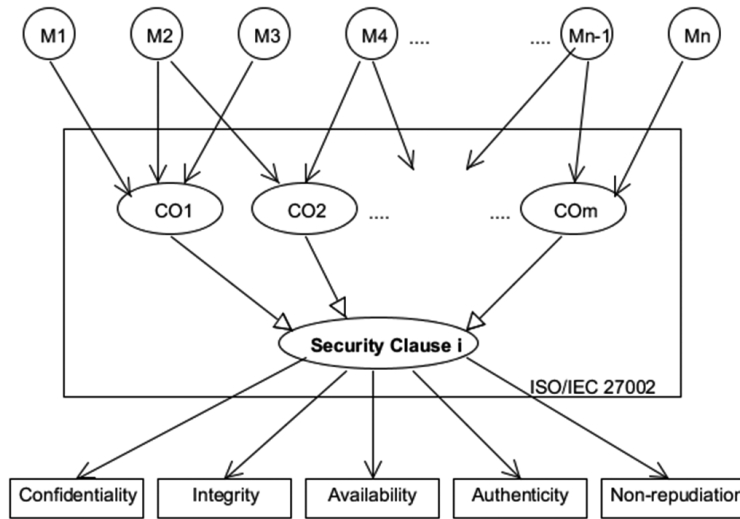 M1 M2 M3 M4 .... .... Mn-1 Mn
CO1 CO2 .... .... COm
Security Clause i
ISO/IEC 27002
Confidentiality Integrity Availability Authenticity Non-repudiation